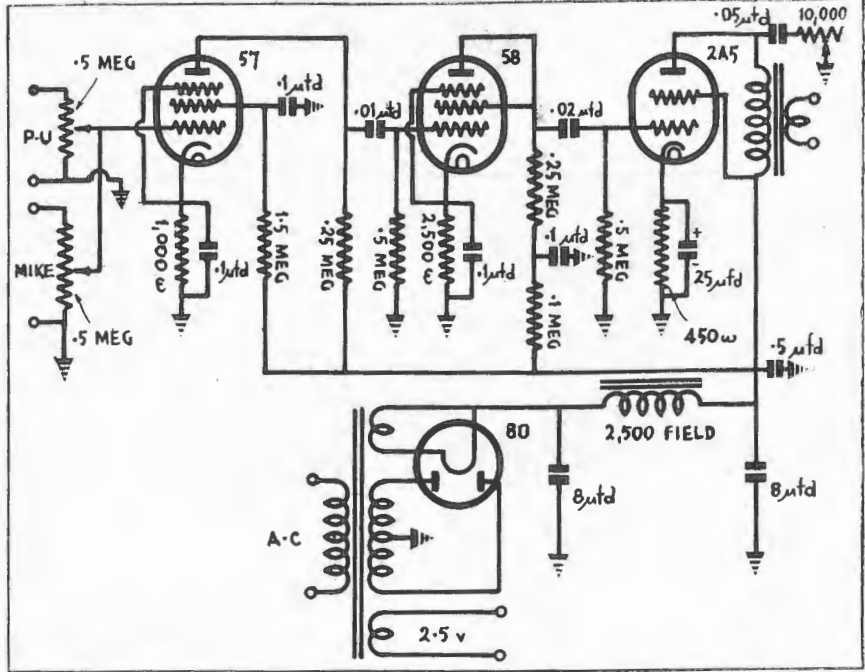 .5 MEG
57
.1 µfd
58
2A5
.05 µfd
10,000
P-U
.01 µfd
.02 µfd
.25 MEG
MIKE
1,000 ω
.1 µfd
1.5 MEG
.25 MEG
.5 MEG
2,500 ω
.1 µfd
.1 µfd
.5 MEG
+
25 µfd
.5 MEG
.1 MEG
450 ω
.5 µfd
80
2,500 FIELD
8 µfd
8 µfd
A·C
2·5 v